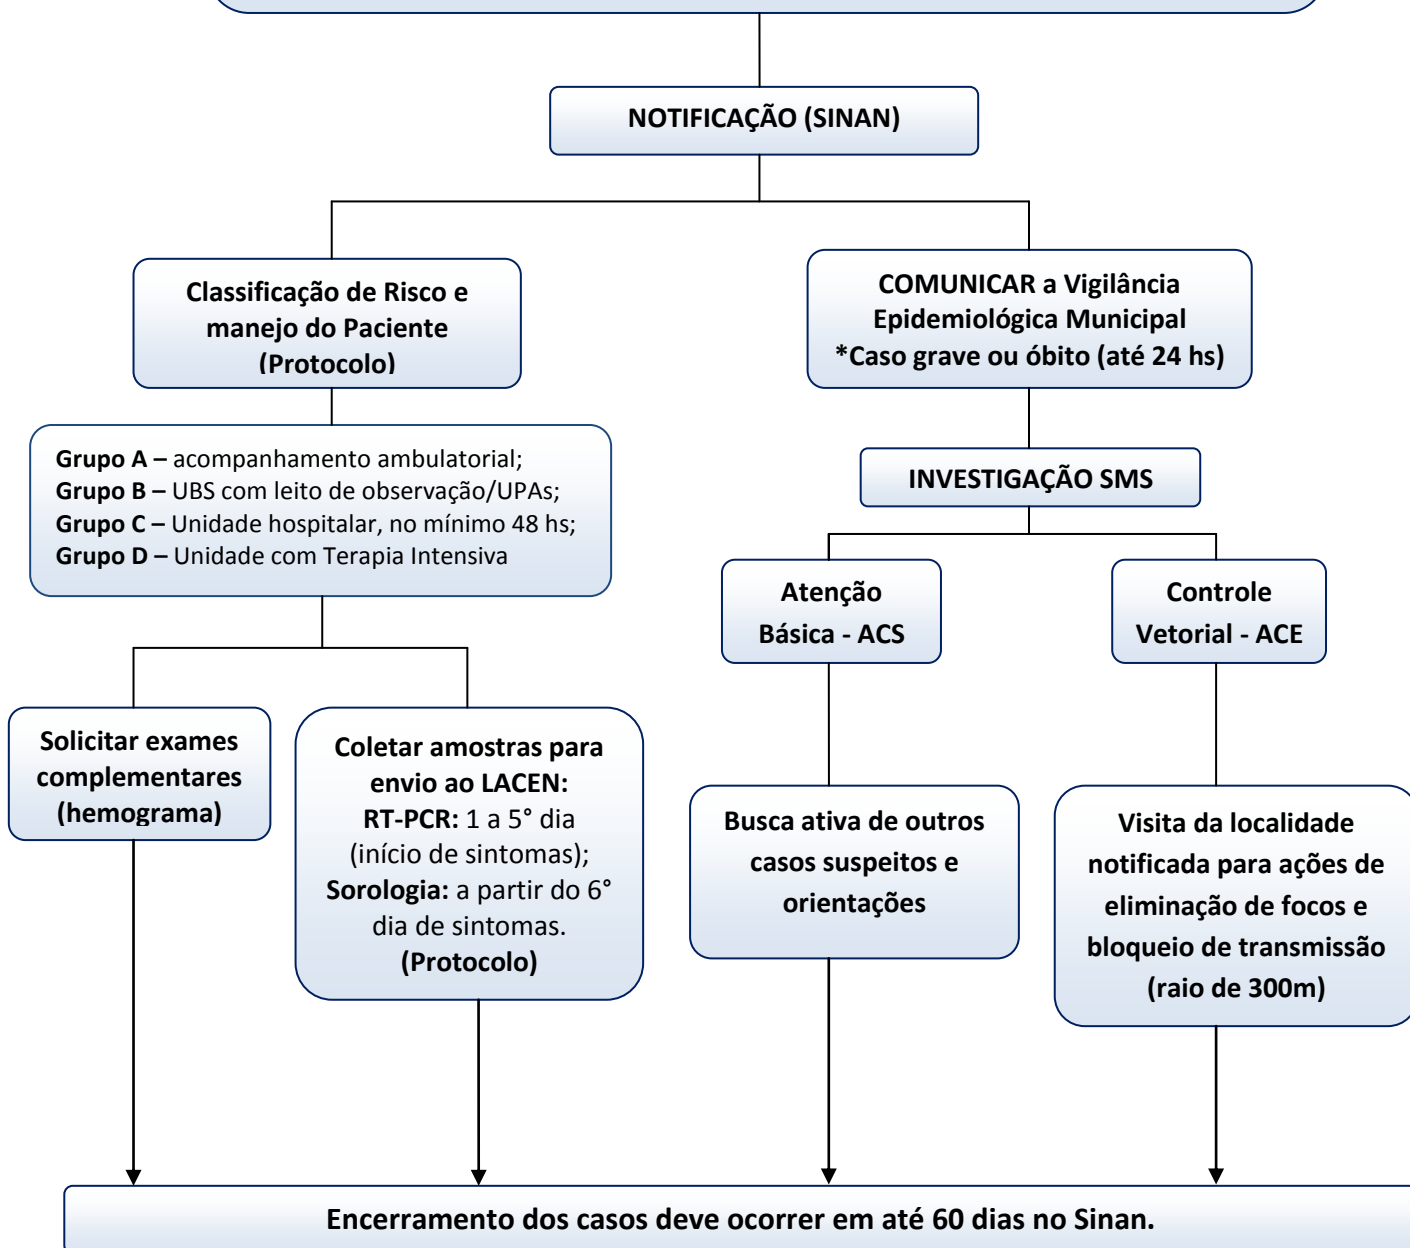 NOTIFICAÇÃO (SINAN)
Classificação de Risco e
manejo do Paciente
(Protocolo)
COMUNICAR a Vigilância
Epidemiológica Municipal
*Caso grave ou óbito (até 24 hs)
Grupo A – acompanhamento ambulatorial;
Grupo B – UBS com leito de observação/UPAs;
Grupo C – Unidade hospitalar, no mínimo 48 hs;
Grupo D – Unidade com Terapia Intensiva
INVESTIGAÇÃO SMS
Atenção
Básica - ACS
Controle
Vetorial - ACE
Solicitar exames
complementares
(hemograma)
Coletar amostras para
envio ao LACEN:
RT-PCR: 1 a 5° dia
(início de sintomas);
Sorologia: a partir do 6°
dia de sintomas.
(Protocolo)
Busca ativa de outros
casos suspeitos e
orientações
Visita da localidade
notificada para ações de
eliminação de focos e
bloqueio de transmissão
(raio de 300m)
Encerramento dos casos deve ocorrer em até 60 dias no Sinan.